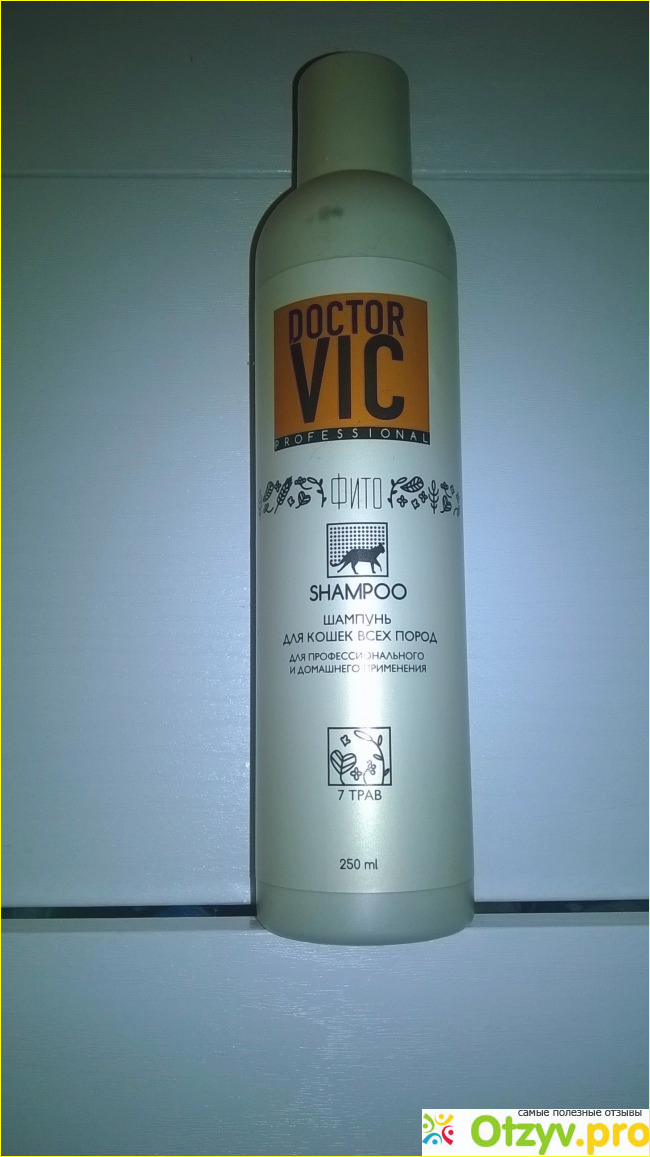 DOCTOR
VIC
PROFESSIONAL
ФИТО
SHAMPOO
ШАМПУНЬ
ДЛЯ КОШЕК ВСЕХ ПОРОД
ДЛЯ ПРОФЕССИОНАЛЬНОГО
И ДОМАШНЕГО ПРИМЕНЕНИЯ
7 ТРАВ
250 ml
самые полезные отзывы
Otzyv.pro